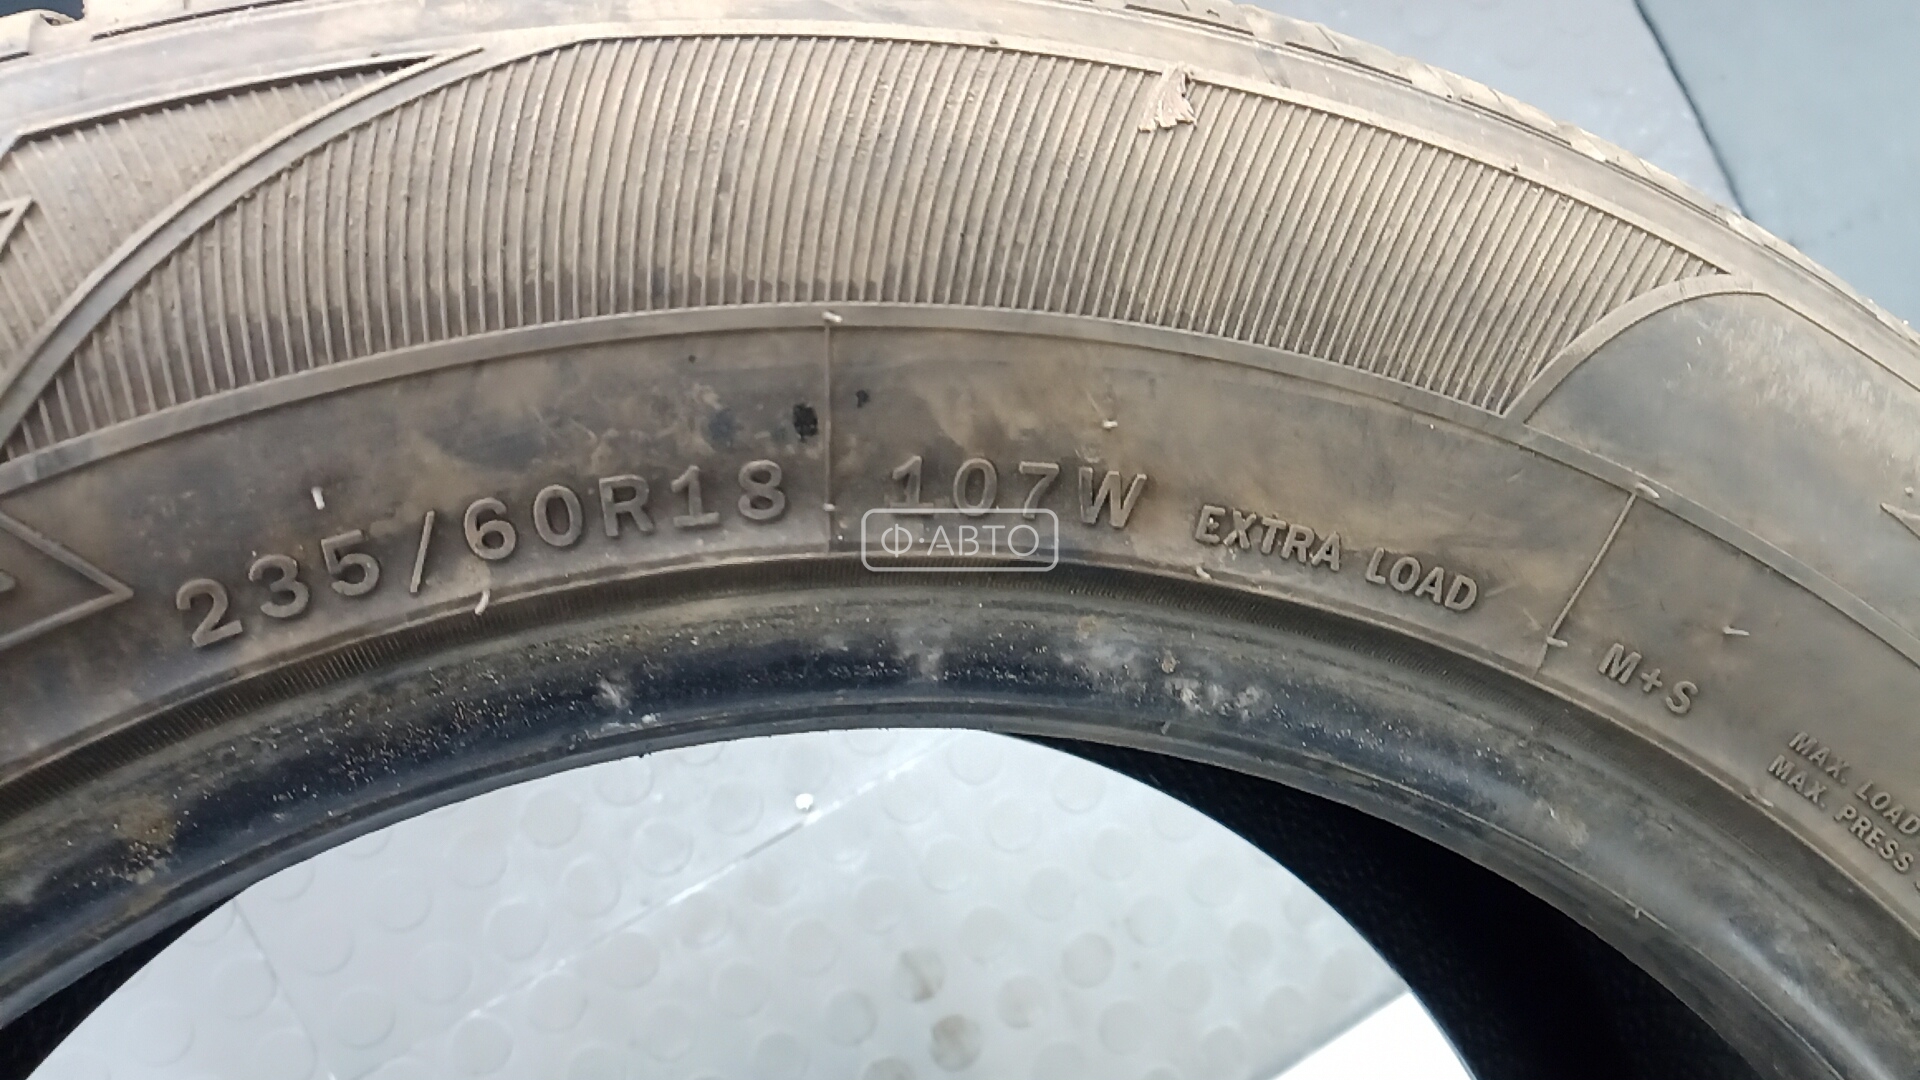 235/60R18 107W EXTRA LOAD M+S
Ф·АВТО
MAX. LOAD
MAX. PRESS